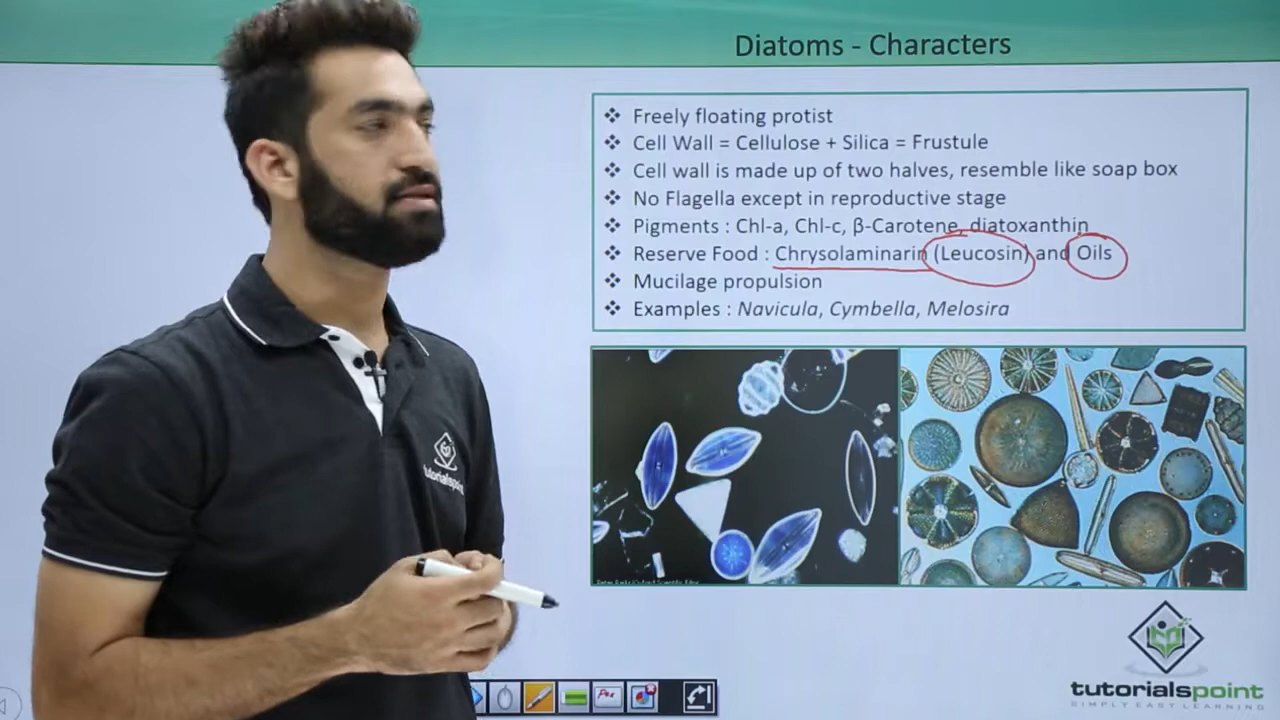 Diatoms - Characters
❖ Freely floating protist
❖ Cell Wall = Cellulose + Silica = Frustule
❖ Cell wall is made up of two halves, resemble like soap box
❖ No Flagella except in reproductive stage
❖ Pigments : Chl-a, Chl-c, β-Carotene, diatoxanthin
❖ Reserve Food : Chrysolaminarin (Leucosin) and Oils
❖ Mucilage propulsion
❖ Examples : Navicula, Cymbella, Melosira
tutorialspoint
tutorialspoint
SIMPLY EASY LEARNING